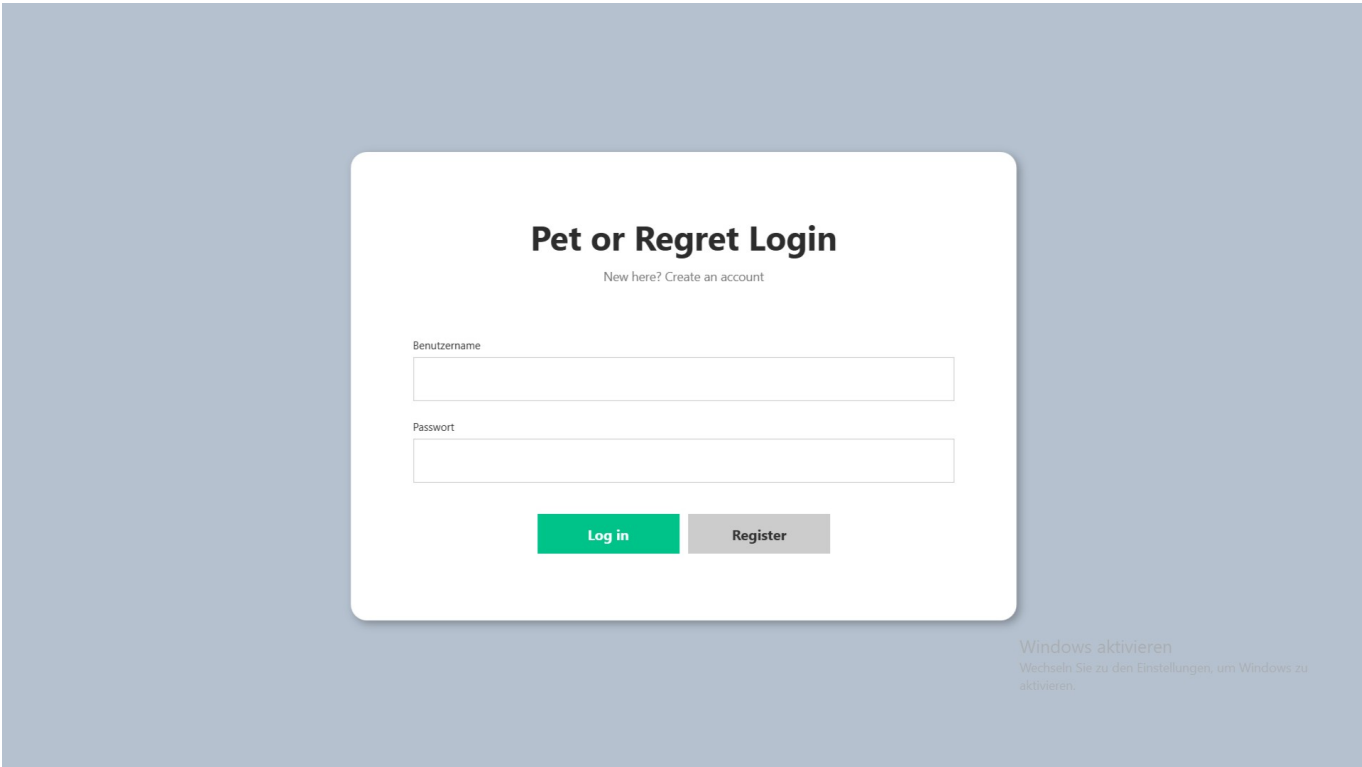 Pet or Regret Login
New here? Create an account
Benutzername
Passwort
Log in
Register
Windows aktivieren
Wechseln Sie zu den Einstellungen, um Windows zu
aktivieren.